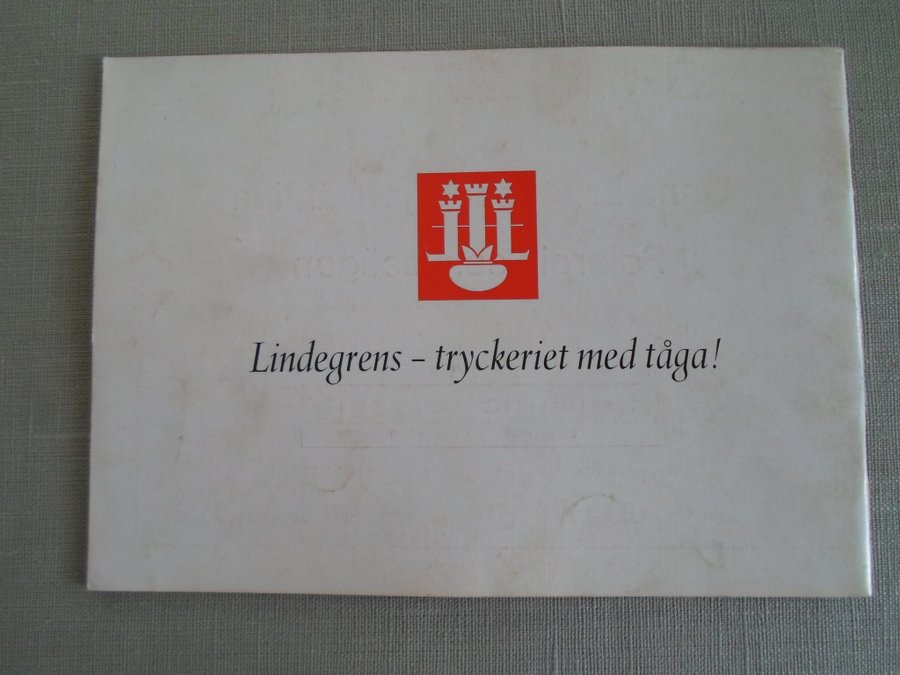 Lindegrens – tryckeriet med tåga!